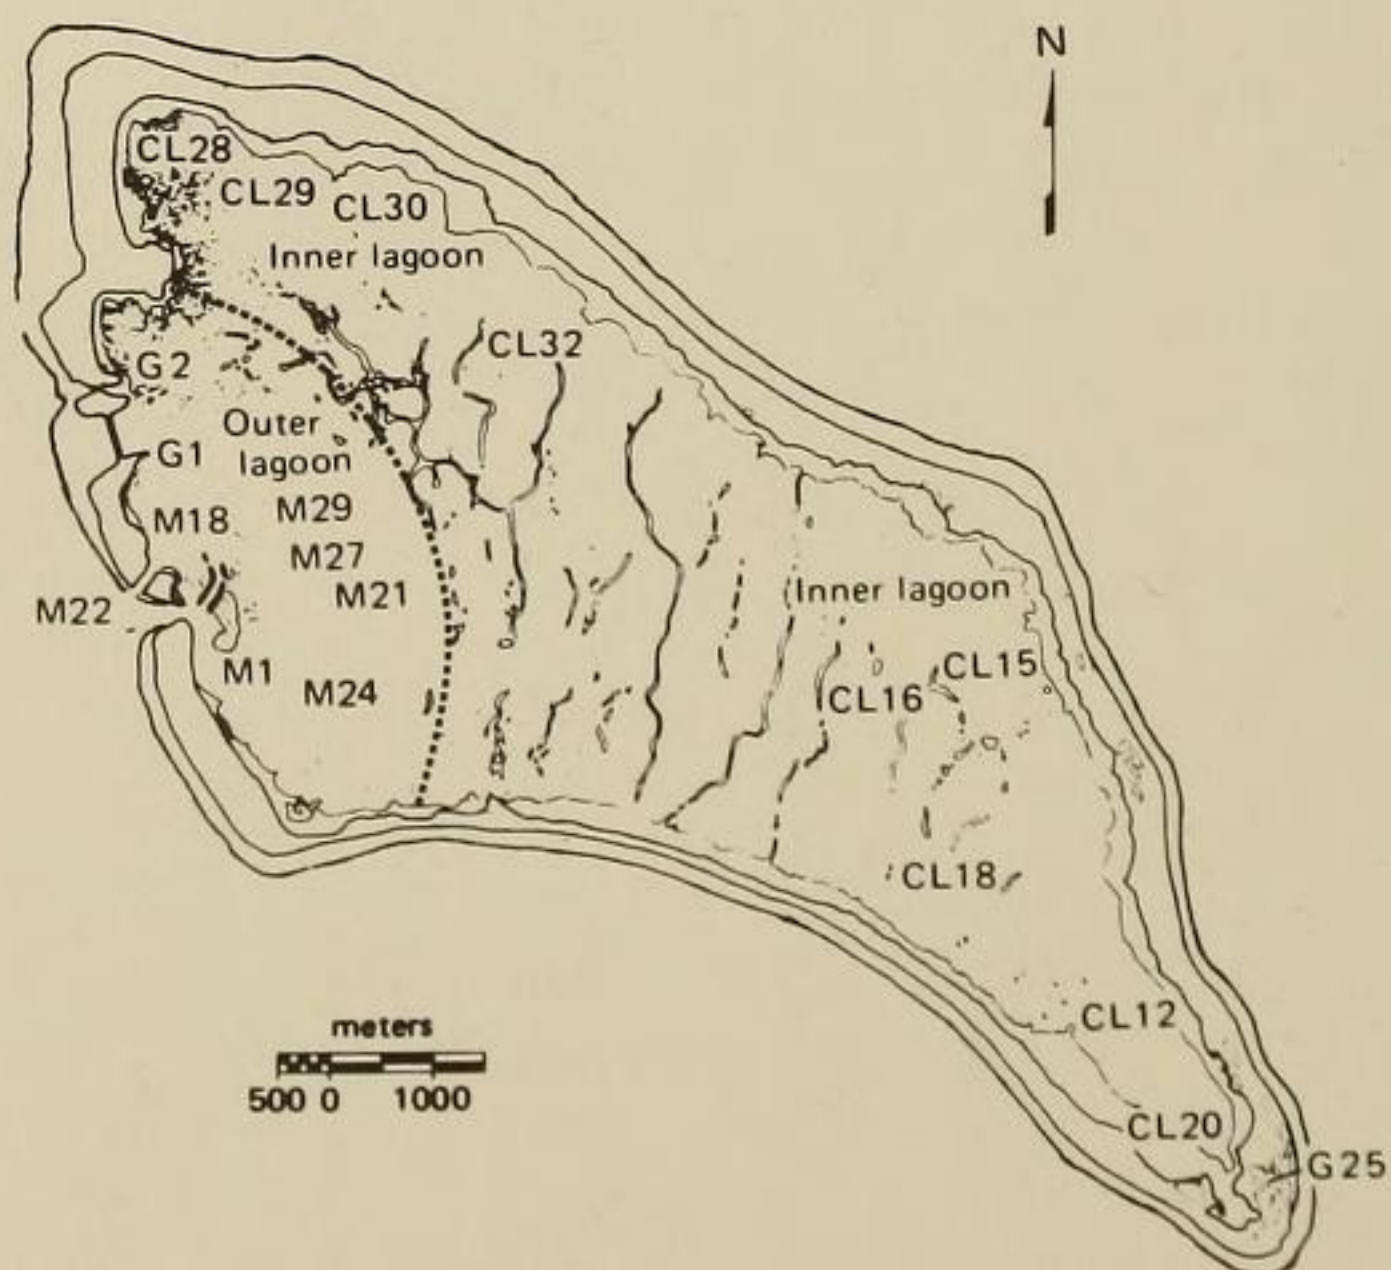 N
CL28
CL29
CL30
Inner lagoon
CL32
G2
Outer
lagoon
G1
M18
M29
M27
M21
M22
M1
M24
Inner lagoon
CL15
CL16
CL18
CL12
CL20
G25
meters
500 0 1000